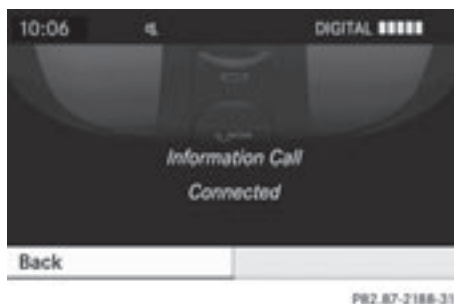 10:06 DIGITAL
Information Call
Connected
Back
P82.87-2188-31